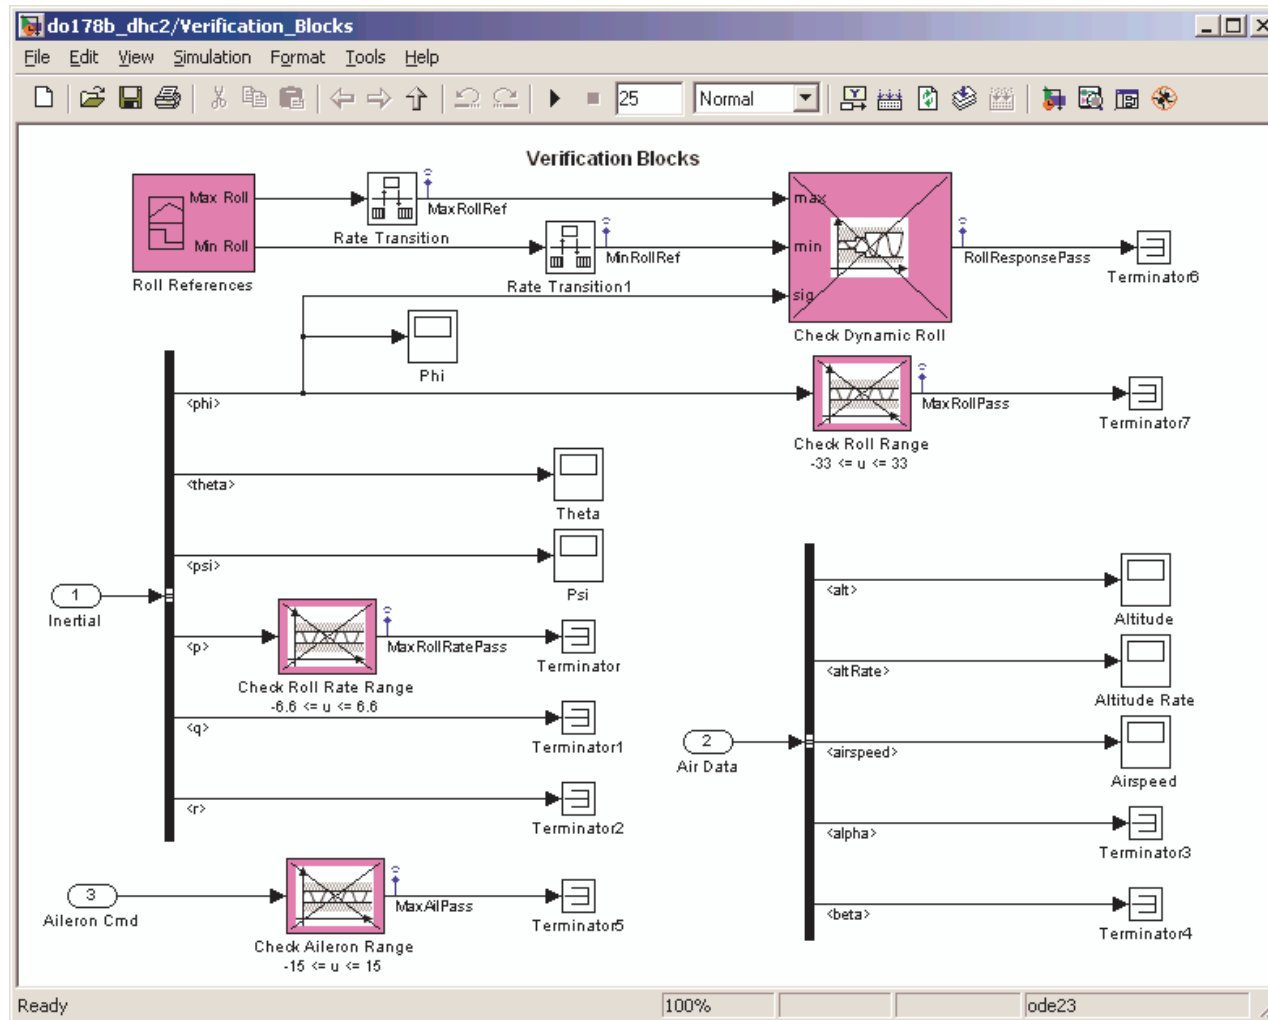 do178b_dhc2/Verification_Blocks
File Edit View Simulation Format Tools Help
25 Normal
Verification Blocks
Max Roll
Min Roll
Roll References
Rate Transition
MaxRollRef
Rate Transition1
MinRollRef
max
min
sig
Check Dynamic Roll
RollResponsePass
Terminator6
Phi
<phi>
Check Roll Range
-33 <= u <= 33
MaxRollPass
Terminator7
<theta>
Theta
<psi>
Psi
1
Inertial
<p>
Check Roll Rate Range
-6.6 <= u <= 6.6
MaxRollRatePass
Terminator
<q>
Terminator1
<r>
Terminator2
3
Aileron Cmd
Check Aileron Range
-15 <= u <= 15
MaxAilPass
Terminator5
2
Air Data
<alt>
Altitude
<altRate>
Altitude Rate
<airspeed>
Airspeed
<alpha>
Terminator3
<beta>
Terminator4
Ready 100% ode23